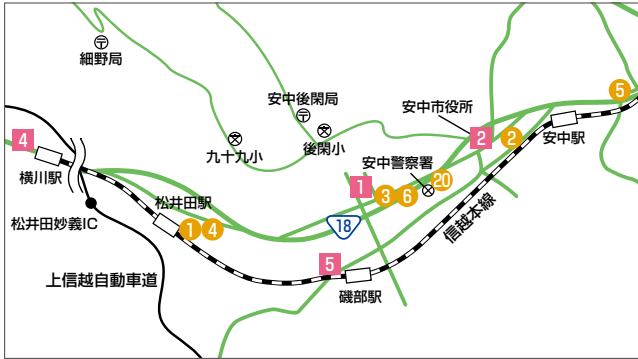 細野局
安中後閑局
5
4
九十九小
後閑小
安中市役所
2
2
安中駅
横川駅
安中警察署
20
1
3
6
松井田妙義IC
松井田駅
1
4
18
信越本線
上信越自動車道
5
磯部駅